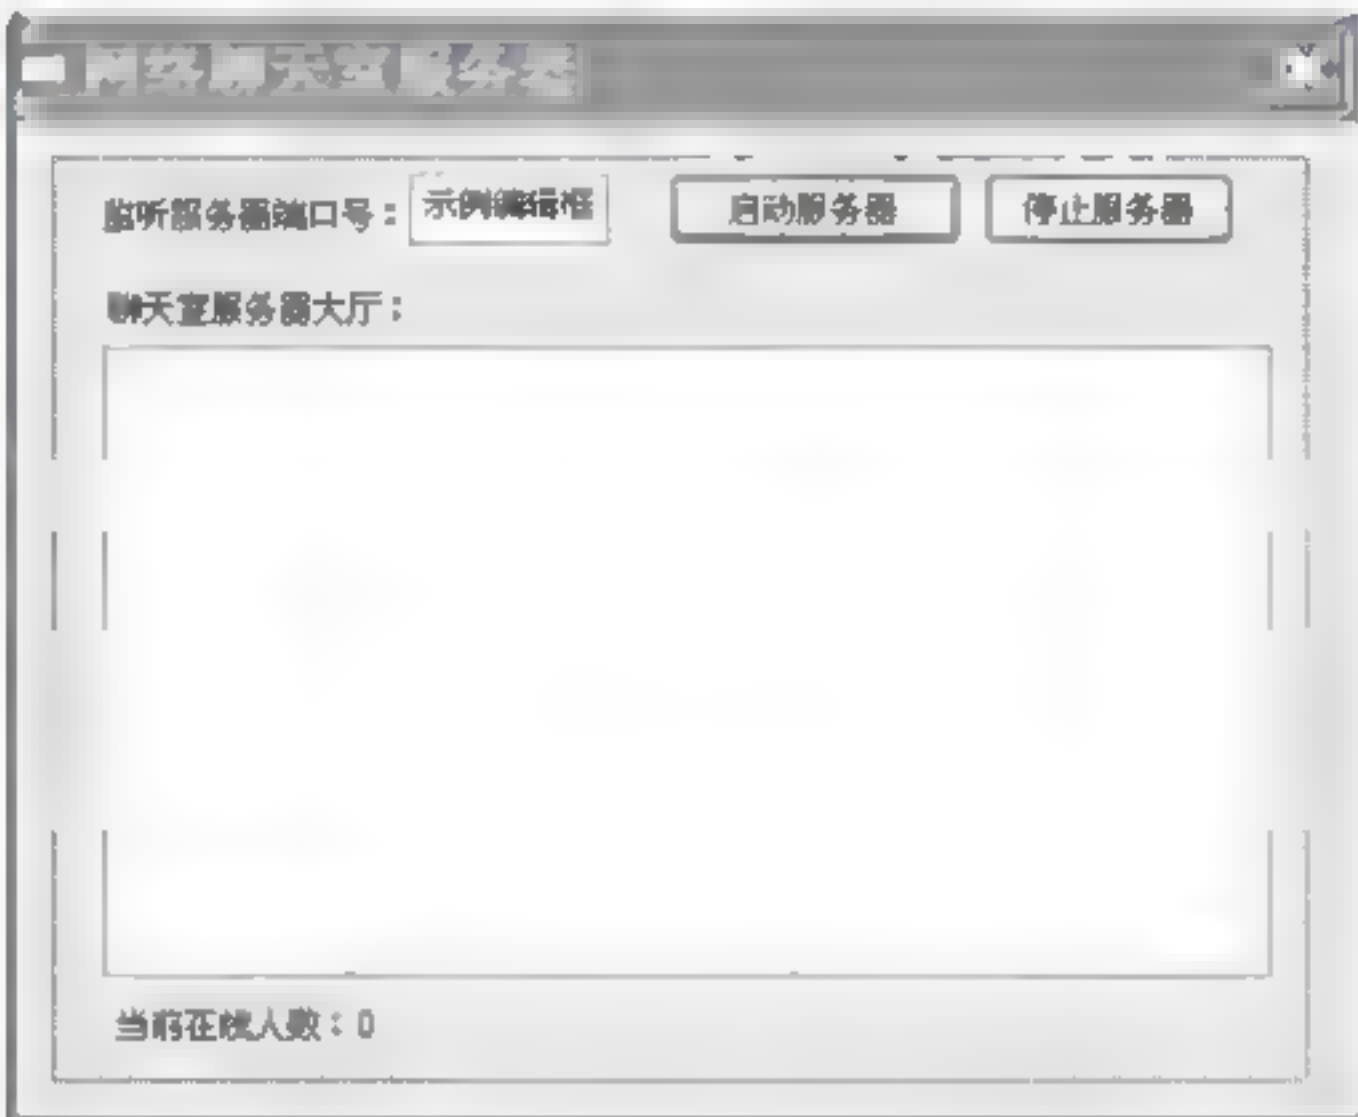 网络聊天室服务器
监听服务器端口号： 示例编辑框 启动服务器 停止服务器
聊天室服务器大厅：
当前在线人数：0